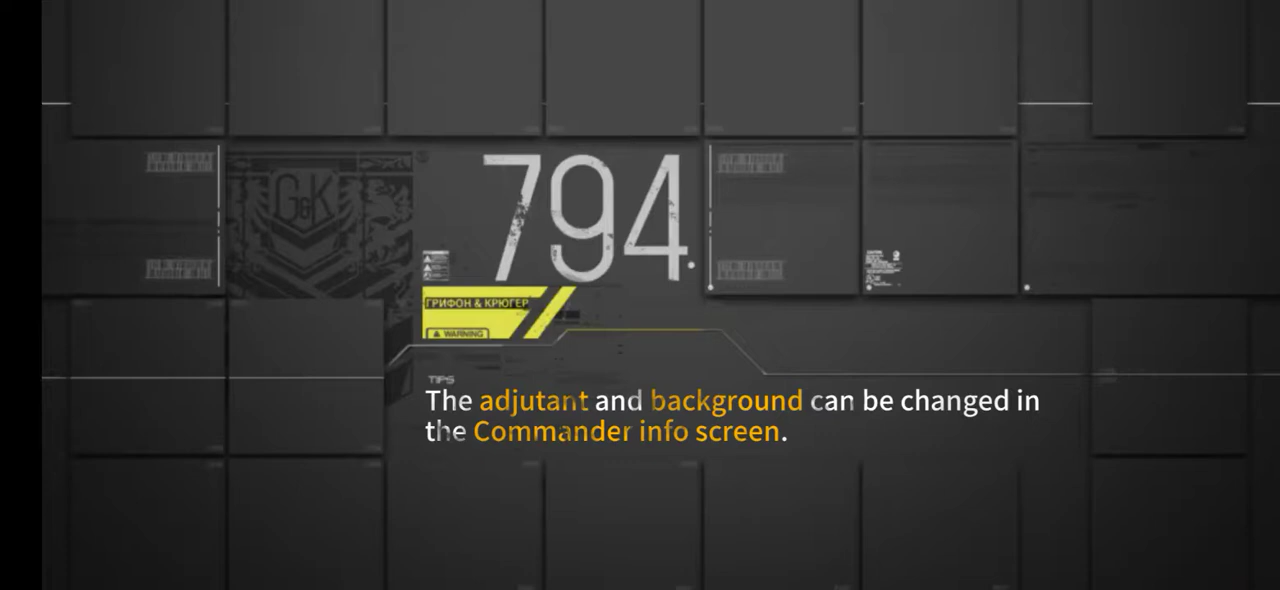 G&K
794.
ГРИФОН & КРЮГЕР
WARNING
TIPS
The adjutant and background can be changed in
the Commander info screen.